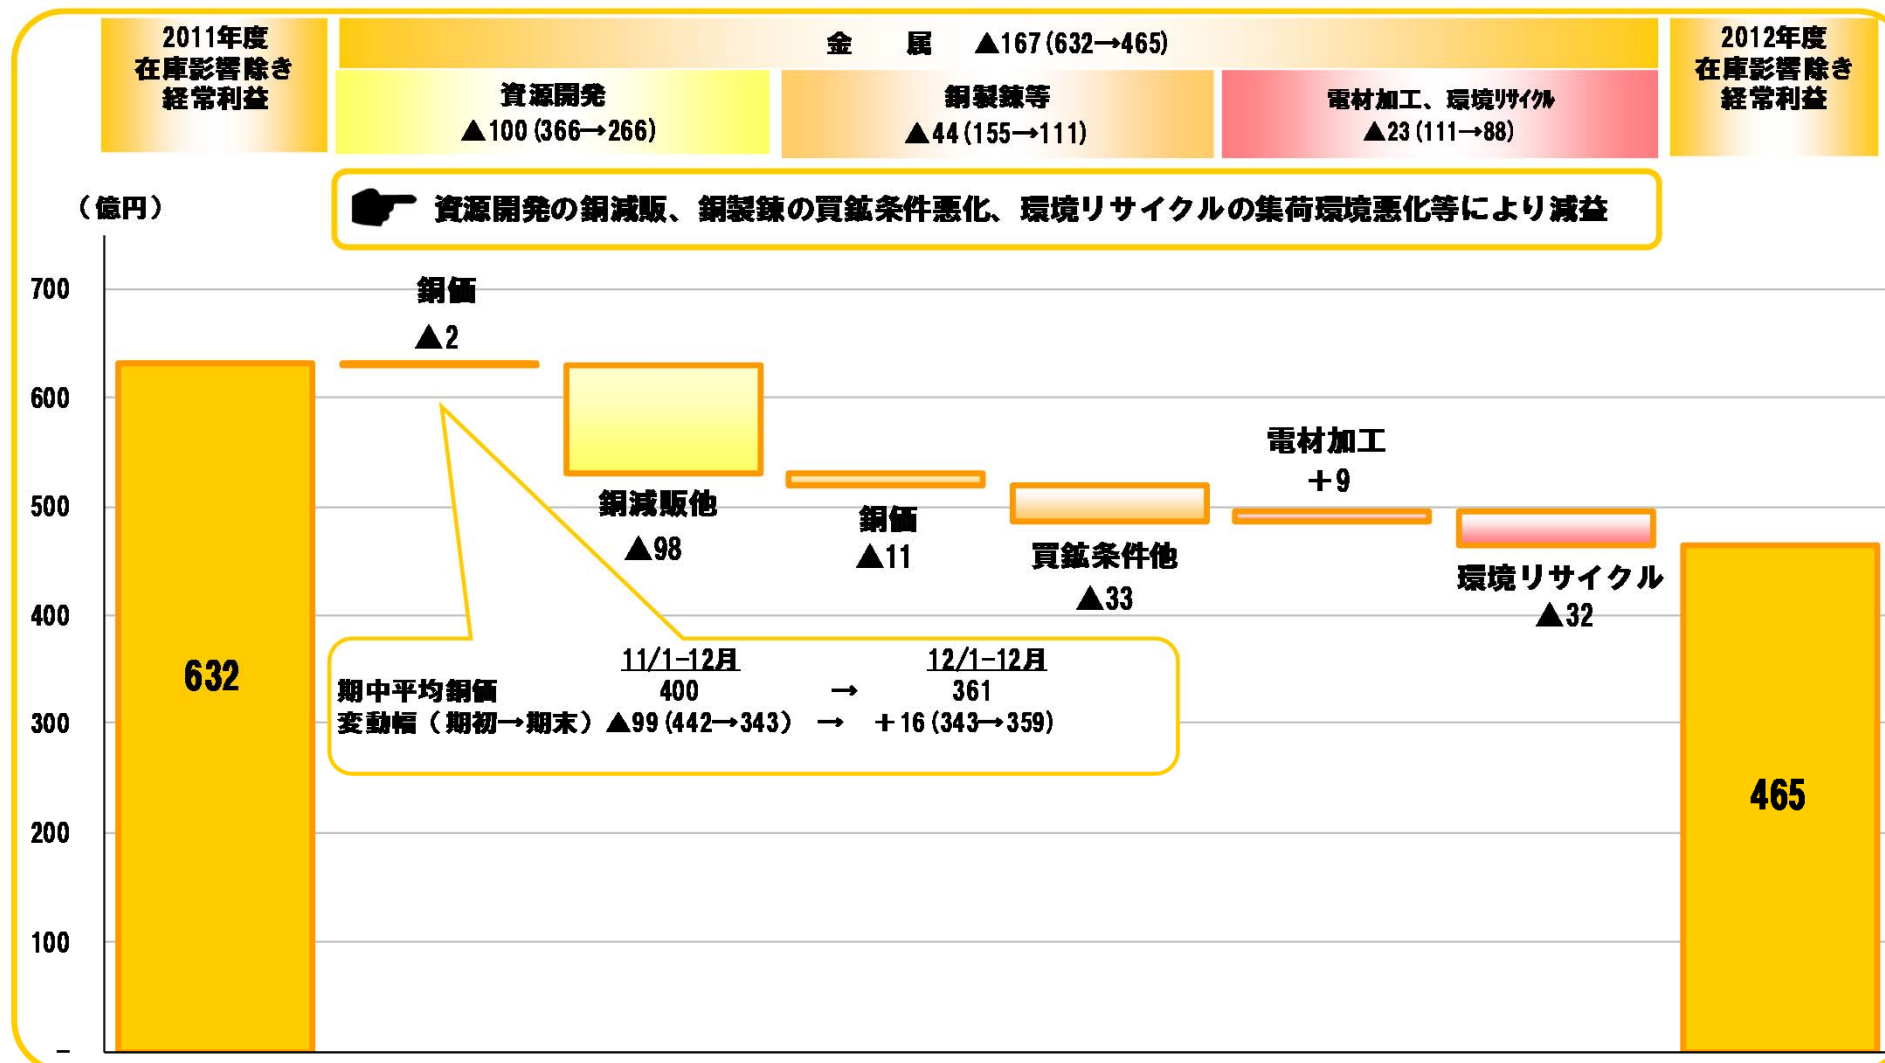 2011年度
在庫影響除き
経常利益
金　属　▲167(632→465)
資源開発
▲100(366→266)
銅製錬等
▲44(155→111)
電材加工、環境ﾘｻｲｸﾙ
▲23(111→88)
2012年度
在庫影響除き
経常利益
（億円）
資源開発の銅減販、銅製錬の買鉱条件悪化、環境リサイクルの集荷環境悪化等により減益
700
600
500
400
300
200
100
－
632
銅価
▲2
銅減販他
▲98
銅価
▲11
買鉱条件他
▲33
電材加工
＋9
環境リサイクル
▲32
465
11/1-12月　12/1-12月
期中平均銅価　400　→　361
変動幅（期初→期末）▲99(442→343)　→　＋16(343→359)